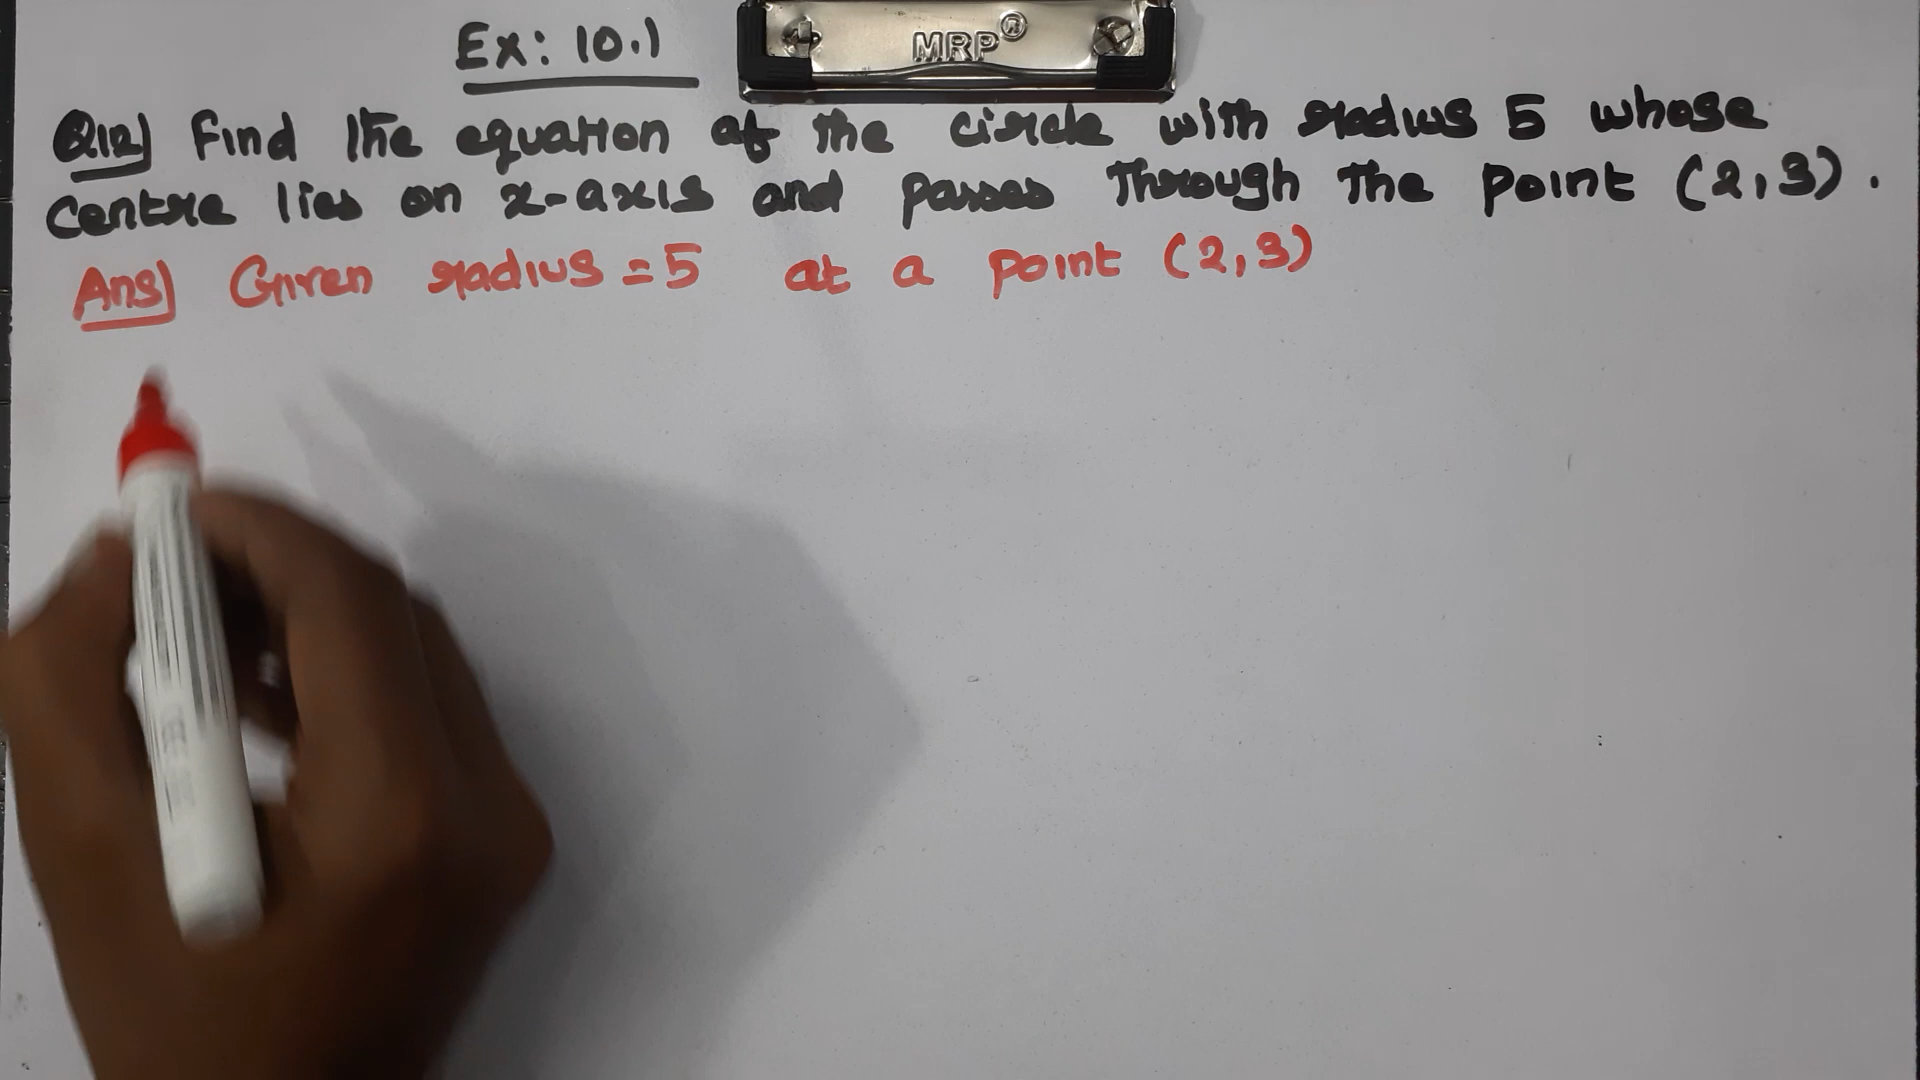 Ex: 10.1
MRP®
Q12) Find the equation of the circle with radius 5 whose
centre lies on x-axis and passes through the point (2,3).
Ans) Given radius = 5 at a point (2,3)